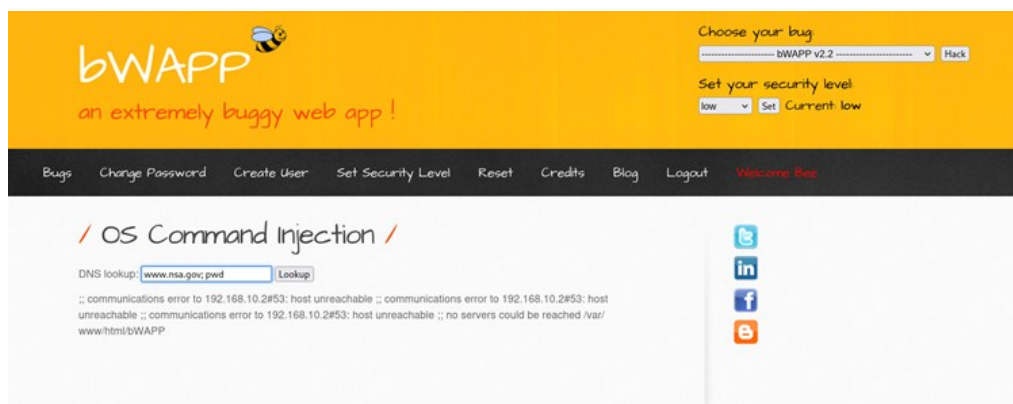 bWAPP
an extremely buggy web app !
Choose your bug:
---------------------- bWAPP v2.2 ---------------------- Hack
Set your security level:
low Set Current: low
Bugs Change Password Create User Set Security Level Reset Credits Blog Logout Welcome Bee
/ OS Command Injection /
DNS lookup: www.nsa.gov; pwd Lookup
;; communications error to 192.168.10.2#53: host unreachable ;; communications error to 192.168.10.2#53: host
unreachable ;; communications error to 192.168.10.2#53: host unreachable ;; no servers could be reached /var/
www/html/bWAPP
in
f